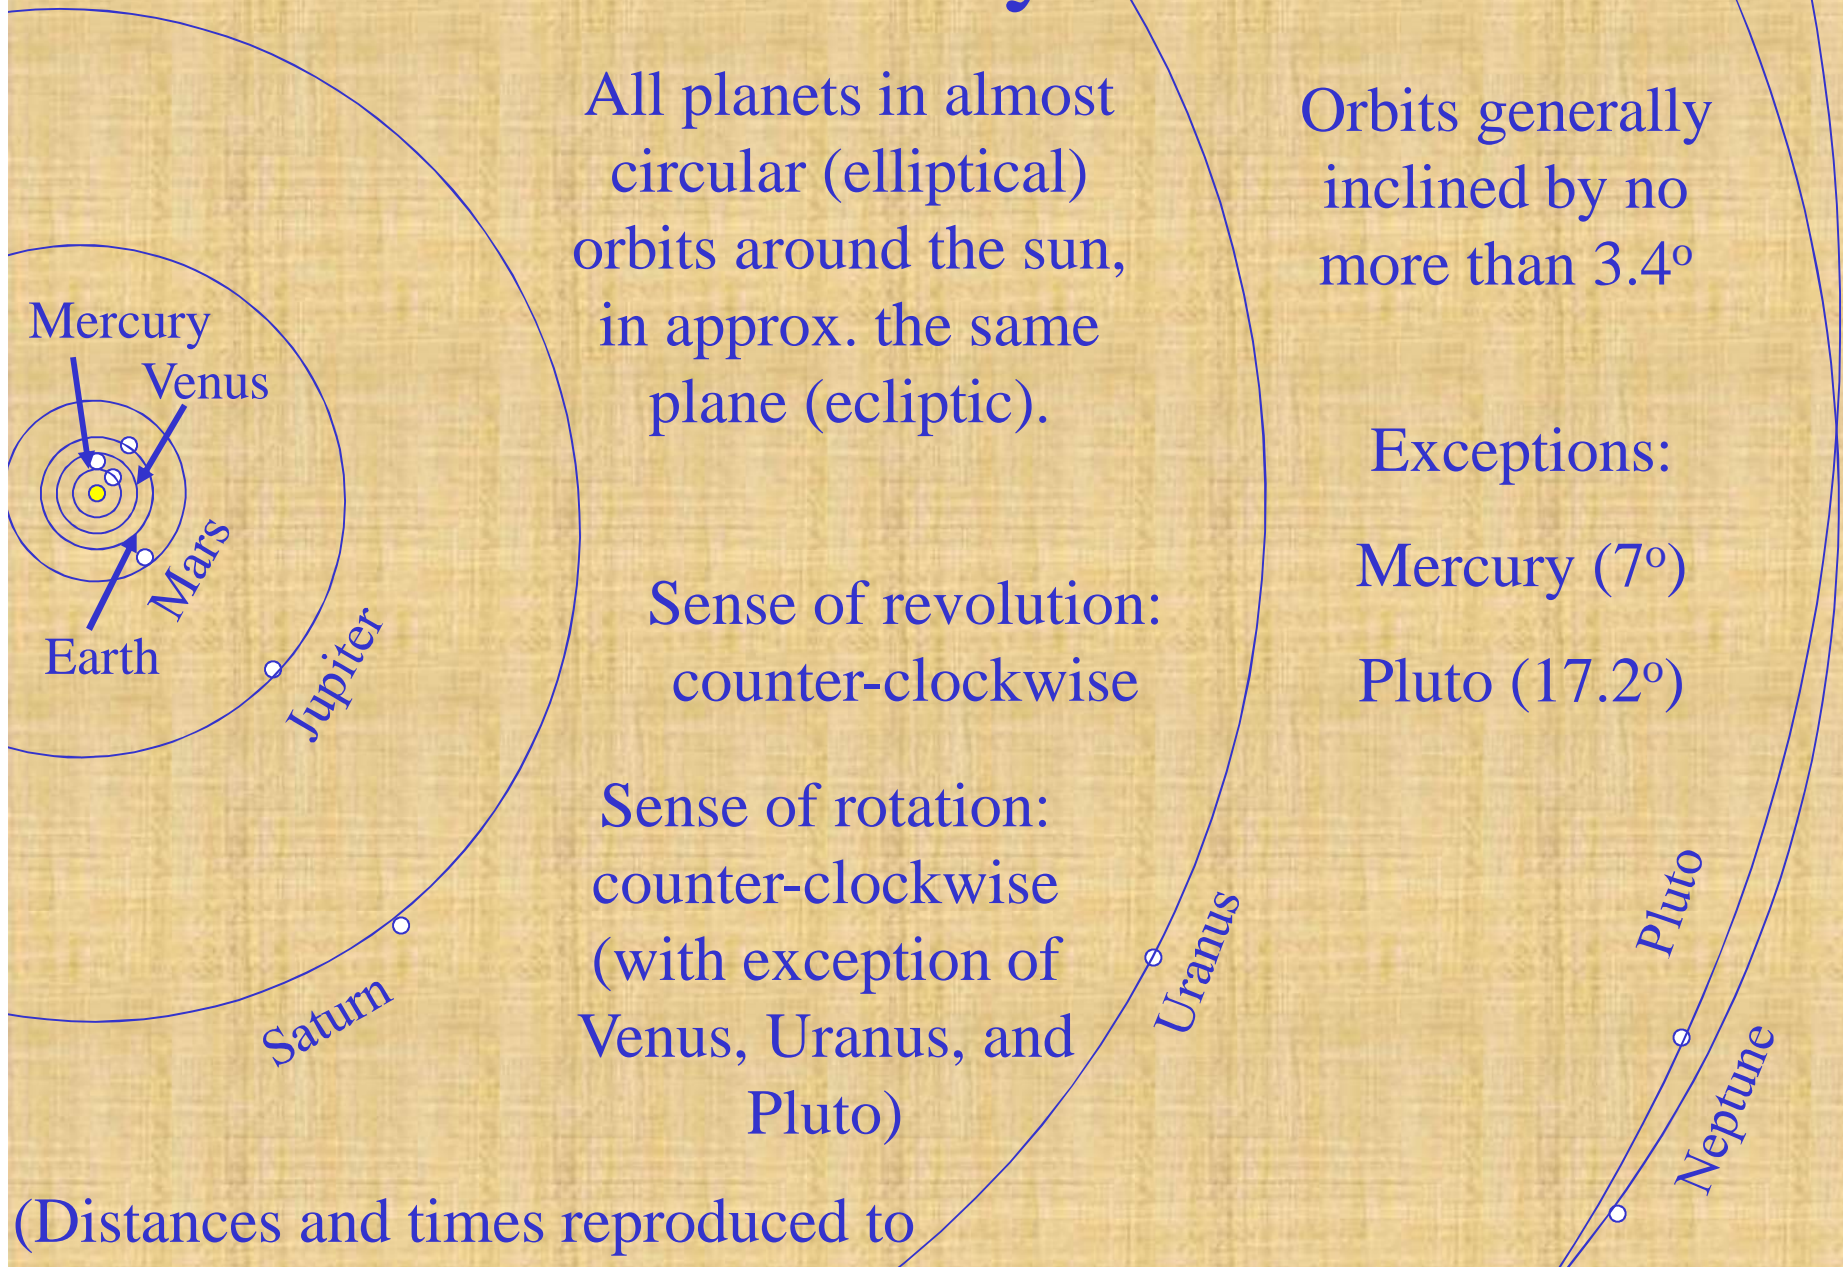 All planets in almost
circular (elliptical)
orbits around the sun,
in approx. the same
plane (ecliptic).
Orbits generally
inclined by no
more than 3.4º
Mercury
Venus
Exceptions:
Mercury (7º)
Pluto (17.2º)
Mars
Earth
Jupiter
Sense of revolution:
counter-clockwise
Sense of rotation:
counter-clockwise
(with exception of
Venus, Uranus, and
Pluto)
Saturn
Uranus
Pluto
Neptune
(Distances and times reproduced to